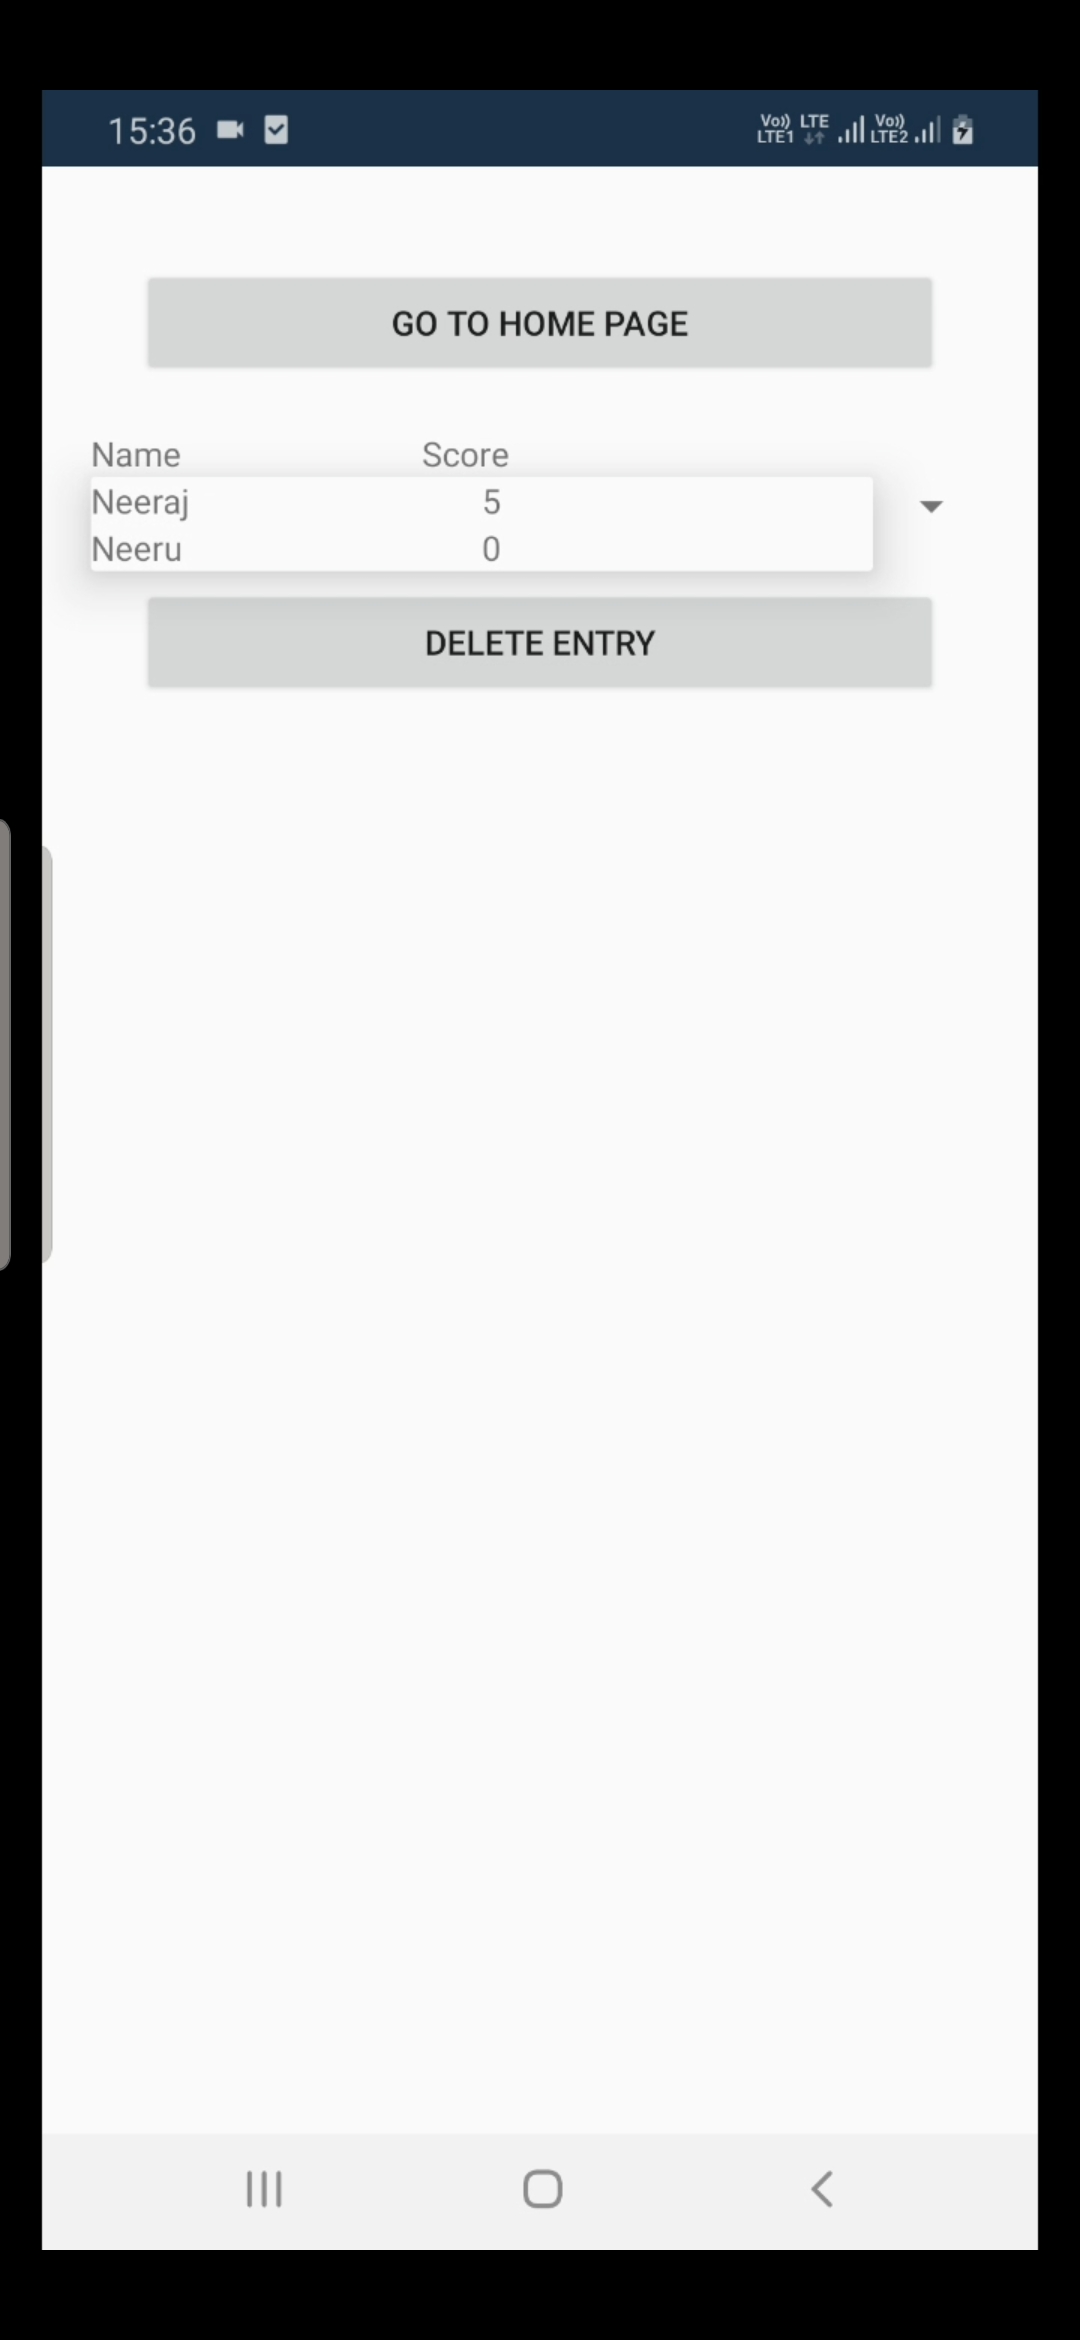 15:36 Vo)) LTE Vo))
LTE1 LTE2
GO TO HOME PAGE
Name Score
Neeraj 5
Neeru 0
DELETE ENTRY